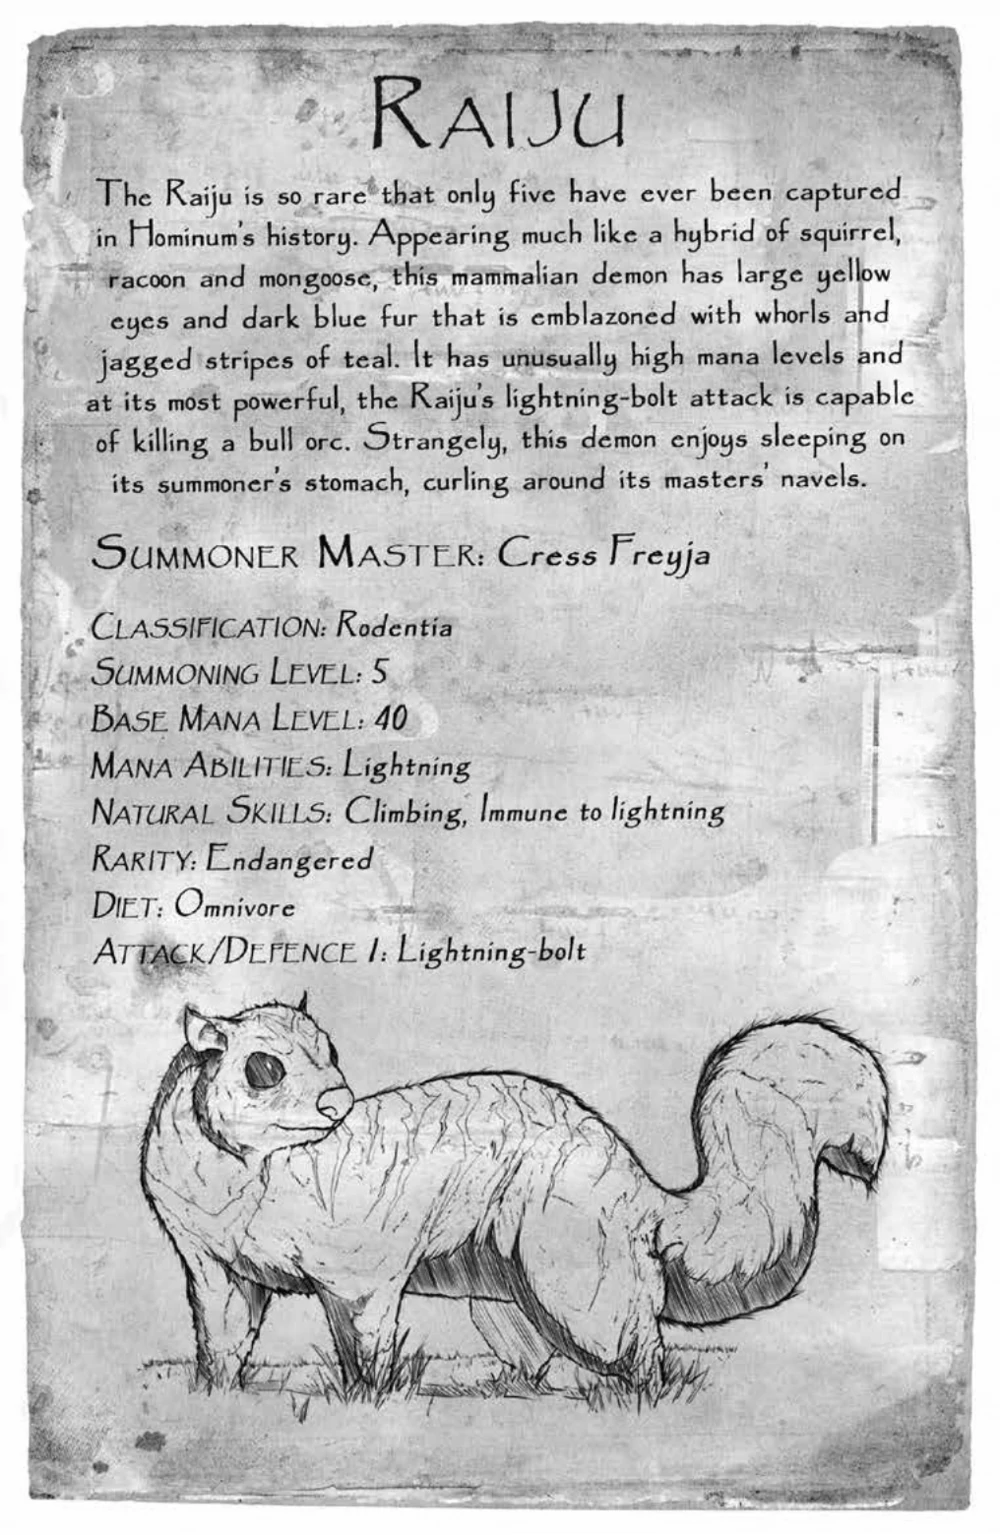 RAIJU
The Raiju is so rare that only five have ever been captured
in Hominum's history. Appearing much like a hybrid of squirrel,
racoon and mongoose, this mammalian demon has large yellow
eyes and dark blue fur that is emblazoned with whorls and
jagged stripes of teal. It has unusually high mana levels and
at its most powerful, the Raiju's lightning-bolt attack is capable
of killing a bull orc. Strangely, this demon enjoys sleeping on
its summoner's stomach, curling around its masters' navels.
SUMMONER MASTER: Cress Freyja
CLASSIFICATION: Rodentia
SUMMONING LEVEL: 5
BASE MANA LEVEL: 40
MANA ABILITIES: Lightning
NATURAL SKILLS: Climbing, Immune to lightning
RARITY: Endangered
DIET: Omnivore
ATTACK/DEFENCE 1: Lightning-bolt